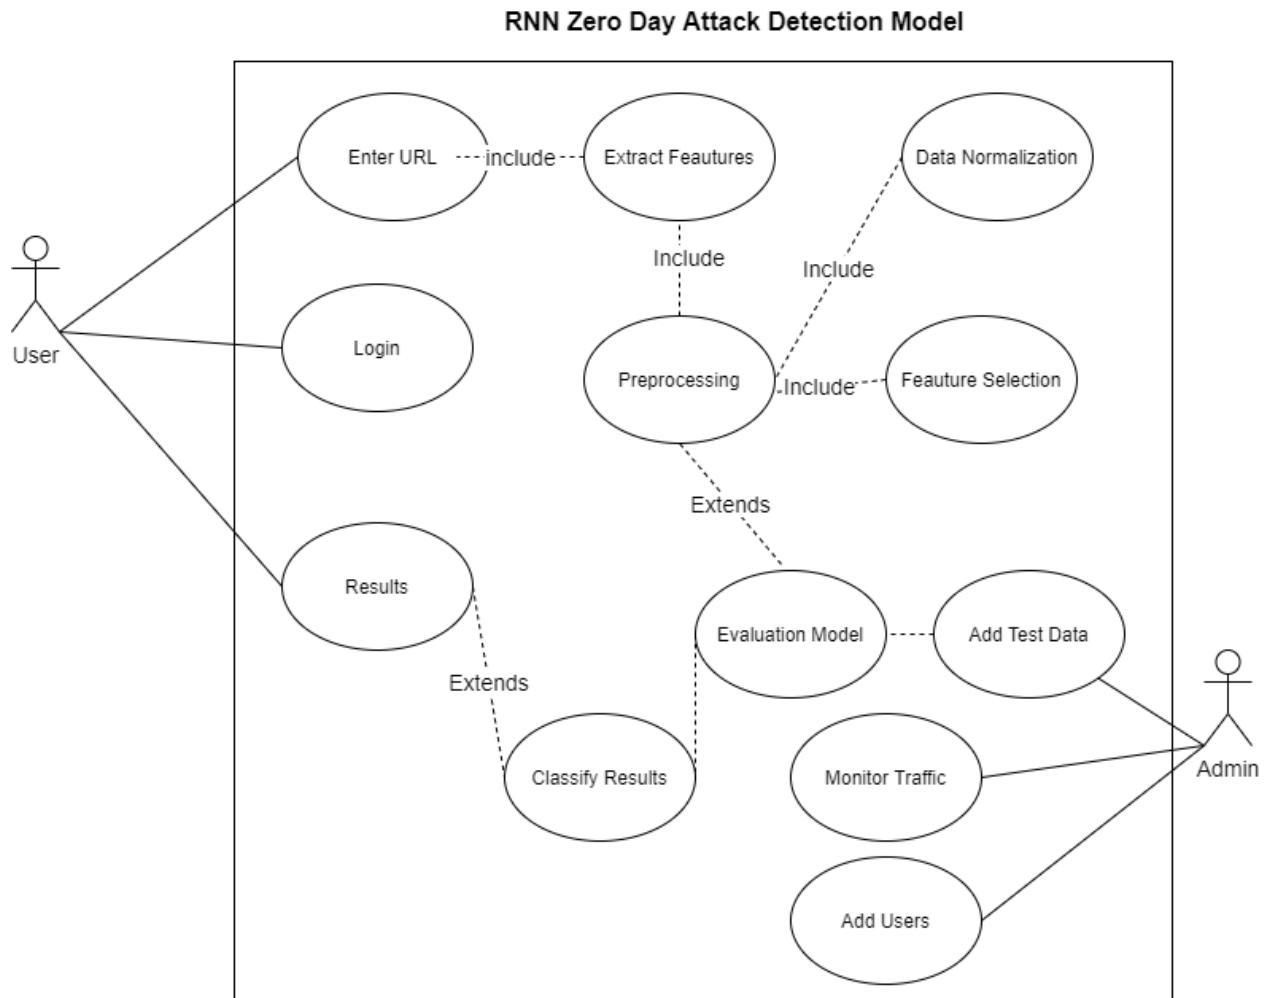 RNN Zero Day Attack Detection Model
Enter URL
include
Extract Feautures
Data Normalization
Include
Include
User
Login
Preprocessing
Include
Feauture Selection
Extends
Results
Evaluation Model
Add Test Data
Extends
Classify Results
Monitor Traffic
Admin
Add Users